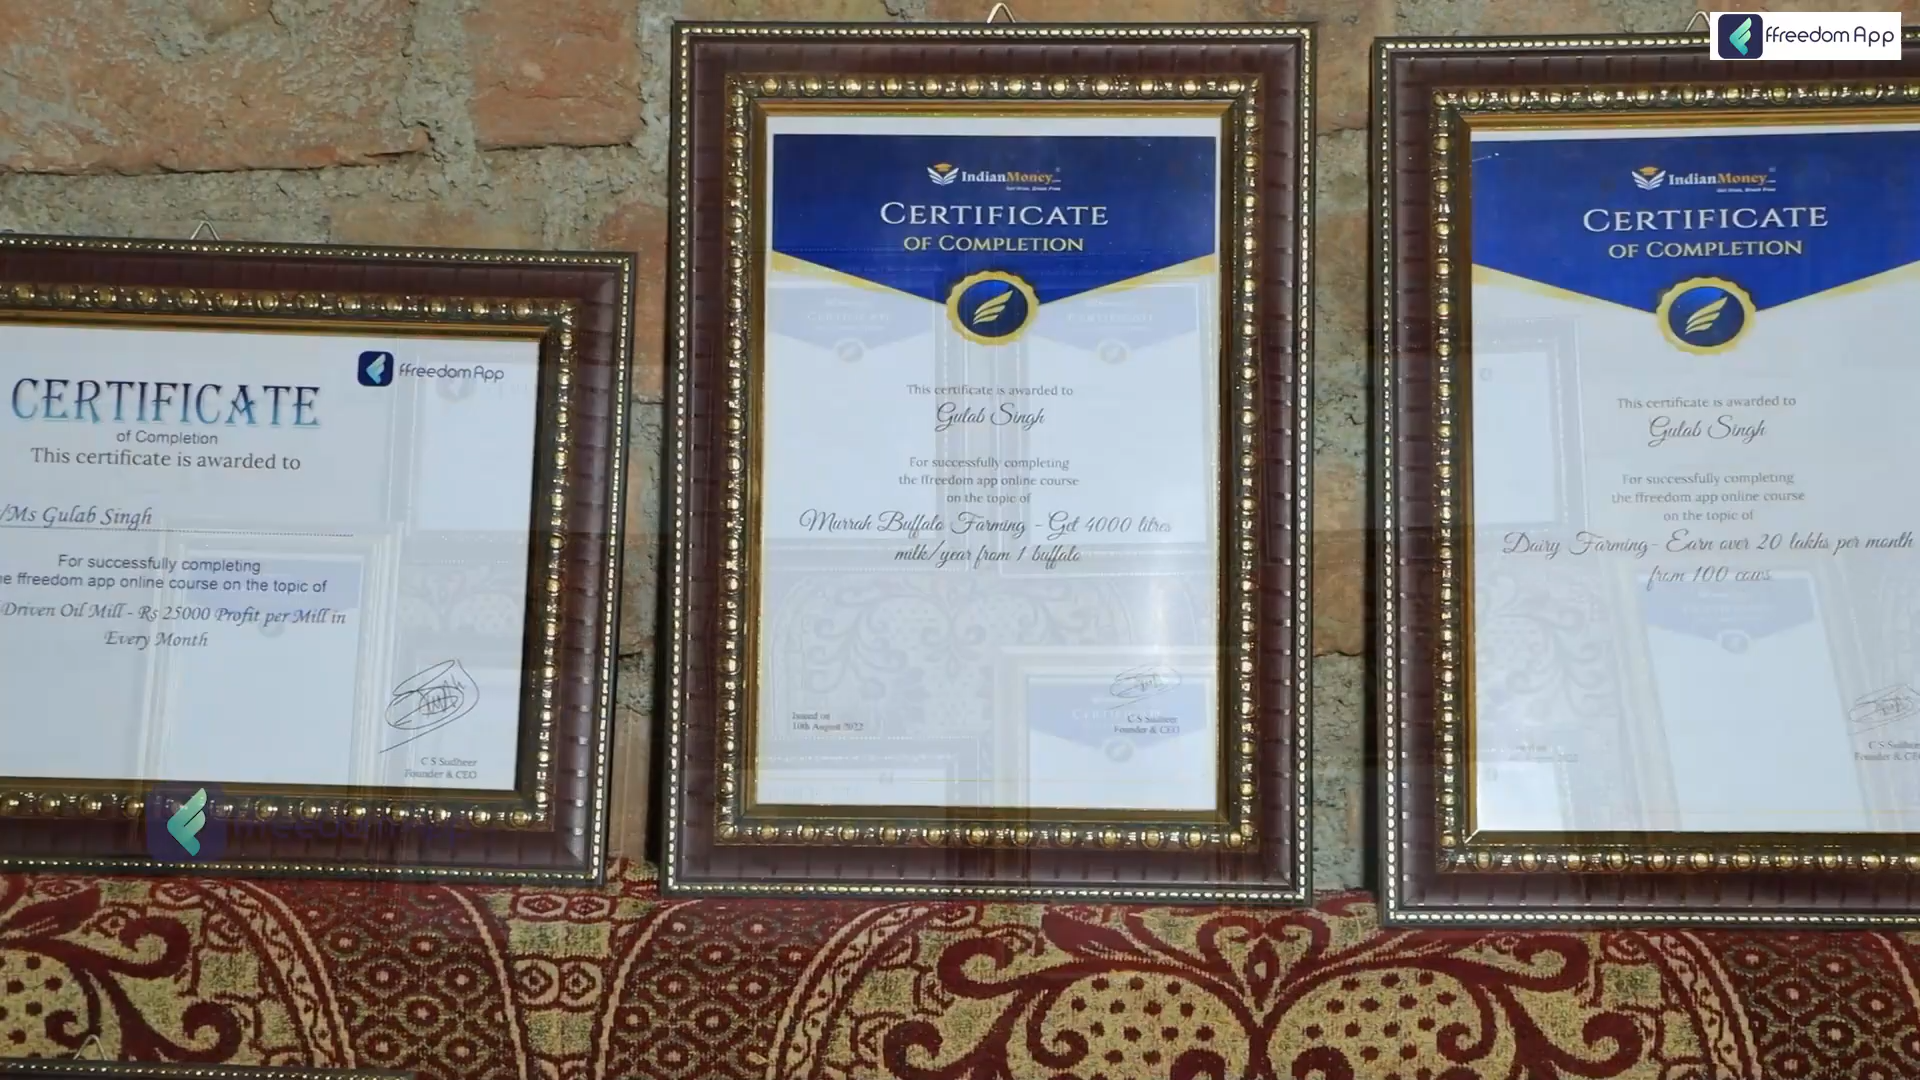 ffreedom App
ffreedom App
CERTIFICATE
of Completion
This certificate is awarded to
/Ms Gulab Singh
For successfully completing
e ffreedom app online course on the topic of
Driven Oil Mill - Rs 25000 Profit per Mill in
Every Month
C S Sudheer
Founder & CEO
IndianMoney
CERTIFICATE
OF COMPLETION
This certificate is awarded to
Gulab Singh
For successfully completing
the ffreedom app online course
on the topic of
Murrah Buffalo Farming - Get 4000 litres
milk/year from 1 buffalo
Issued on
10th August 2022
C S Sudheer
Founder & CEO
IndianMoney
CERTIFICATE
OF COMPLETION
This certificate is awarded to
Gulab Singh
For successfully completing
the ffreedom app online course
on the topic of
Dairy Farming - Earn over 20 lakhs per month
from 100 cows
C S Sudheer
Founder & CEO
ffreedom App